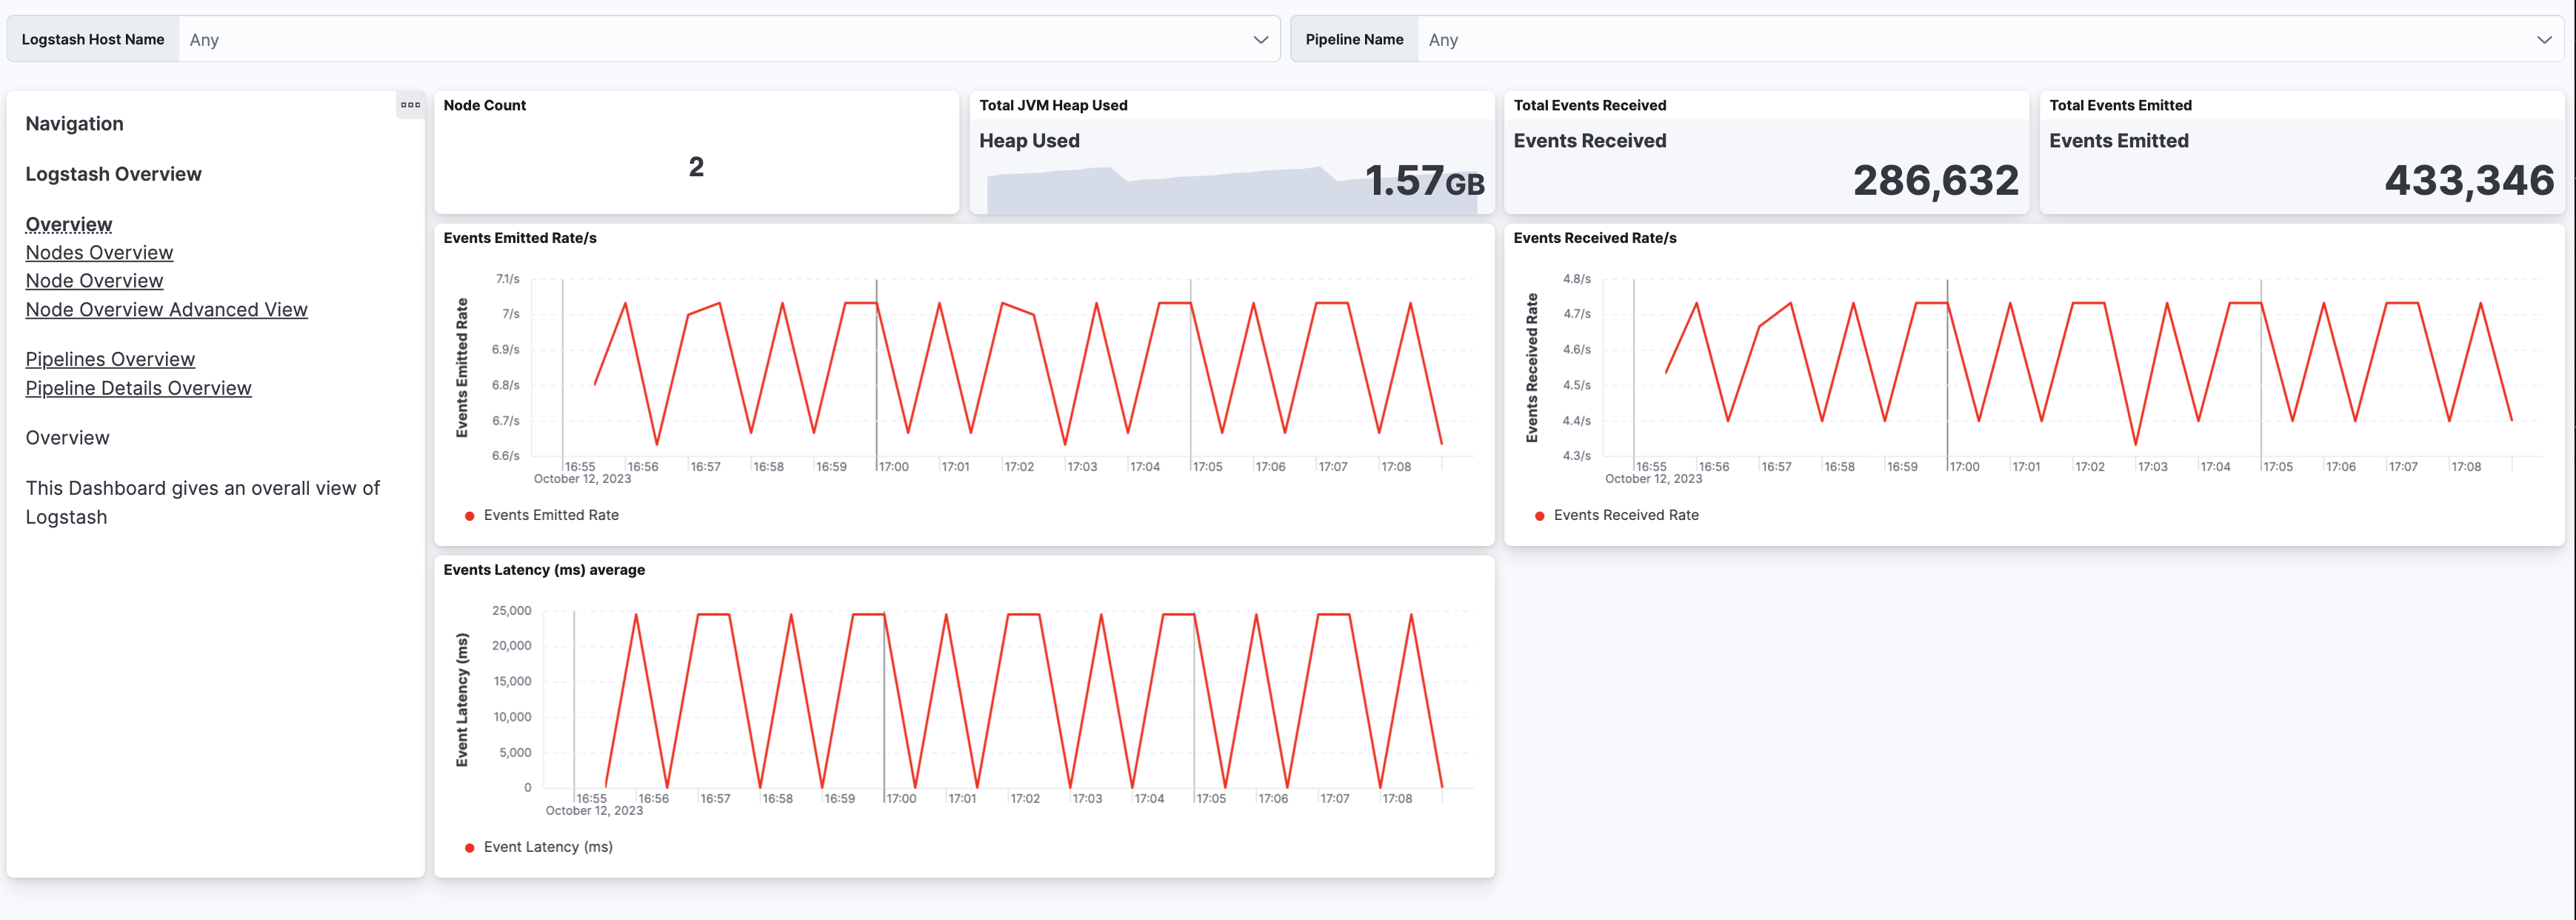 Logstash Host Name Any
Pipeline Name Any
Navigation
Logstash Overview
Overview
Nodes Overview
Node Overview
Node Overview Advanced View
Pipelines Overview
Pipeline Details Overview
Overview
This Dashboard gives an overall view of
Logstash
Node Count
2
Total JVM Heap Used
Heap Used
1.57GB
Total Events Received
Events Received
286,632
Total Events Emitted
Events Emitted
433,346
Events Emitted Rate/s
Events Emitted Rate
7.1/s
7/s
6.9/s
6.8/s
6.7/s
6.6/s
16:55 16:56 16:57 16:58 16:59 17:00 17:01 17:02 17:03 17:04 17:05 17:06 17:07 17:08
October 12, 2023
Events Emitted Rate
Events Received Rate/s
Events Received Rate
4.8/s
4.7/s
4.6/s
4.5/s
4.4/s
4.3/s
16:55 16:56 16:57 16:58 16:59 17:00 17:01 17:02 17:03 17:04 17:05 17:06 17:07 17:08
October 12, 2023
Events Received Rate
Events Latency (ms) average
Event Latency (ms)
25,000
20,000
15,000
10,000
5,000
0
16:55 16:56 16:57 16:58 16:59 17:00 17:01 17:02 17:03 17:04 17:05 17:06 17:07 17:08
October 12, 2023
Event Latency (ms)